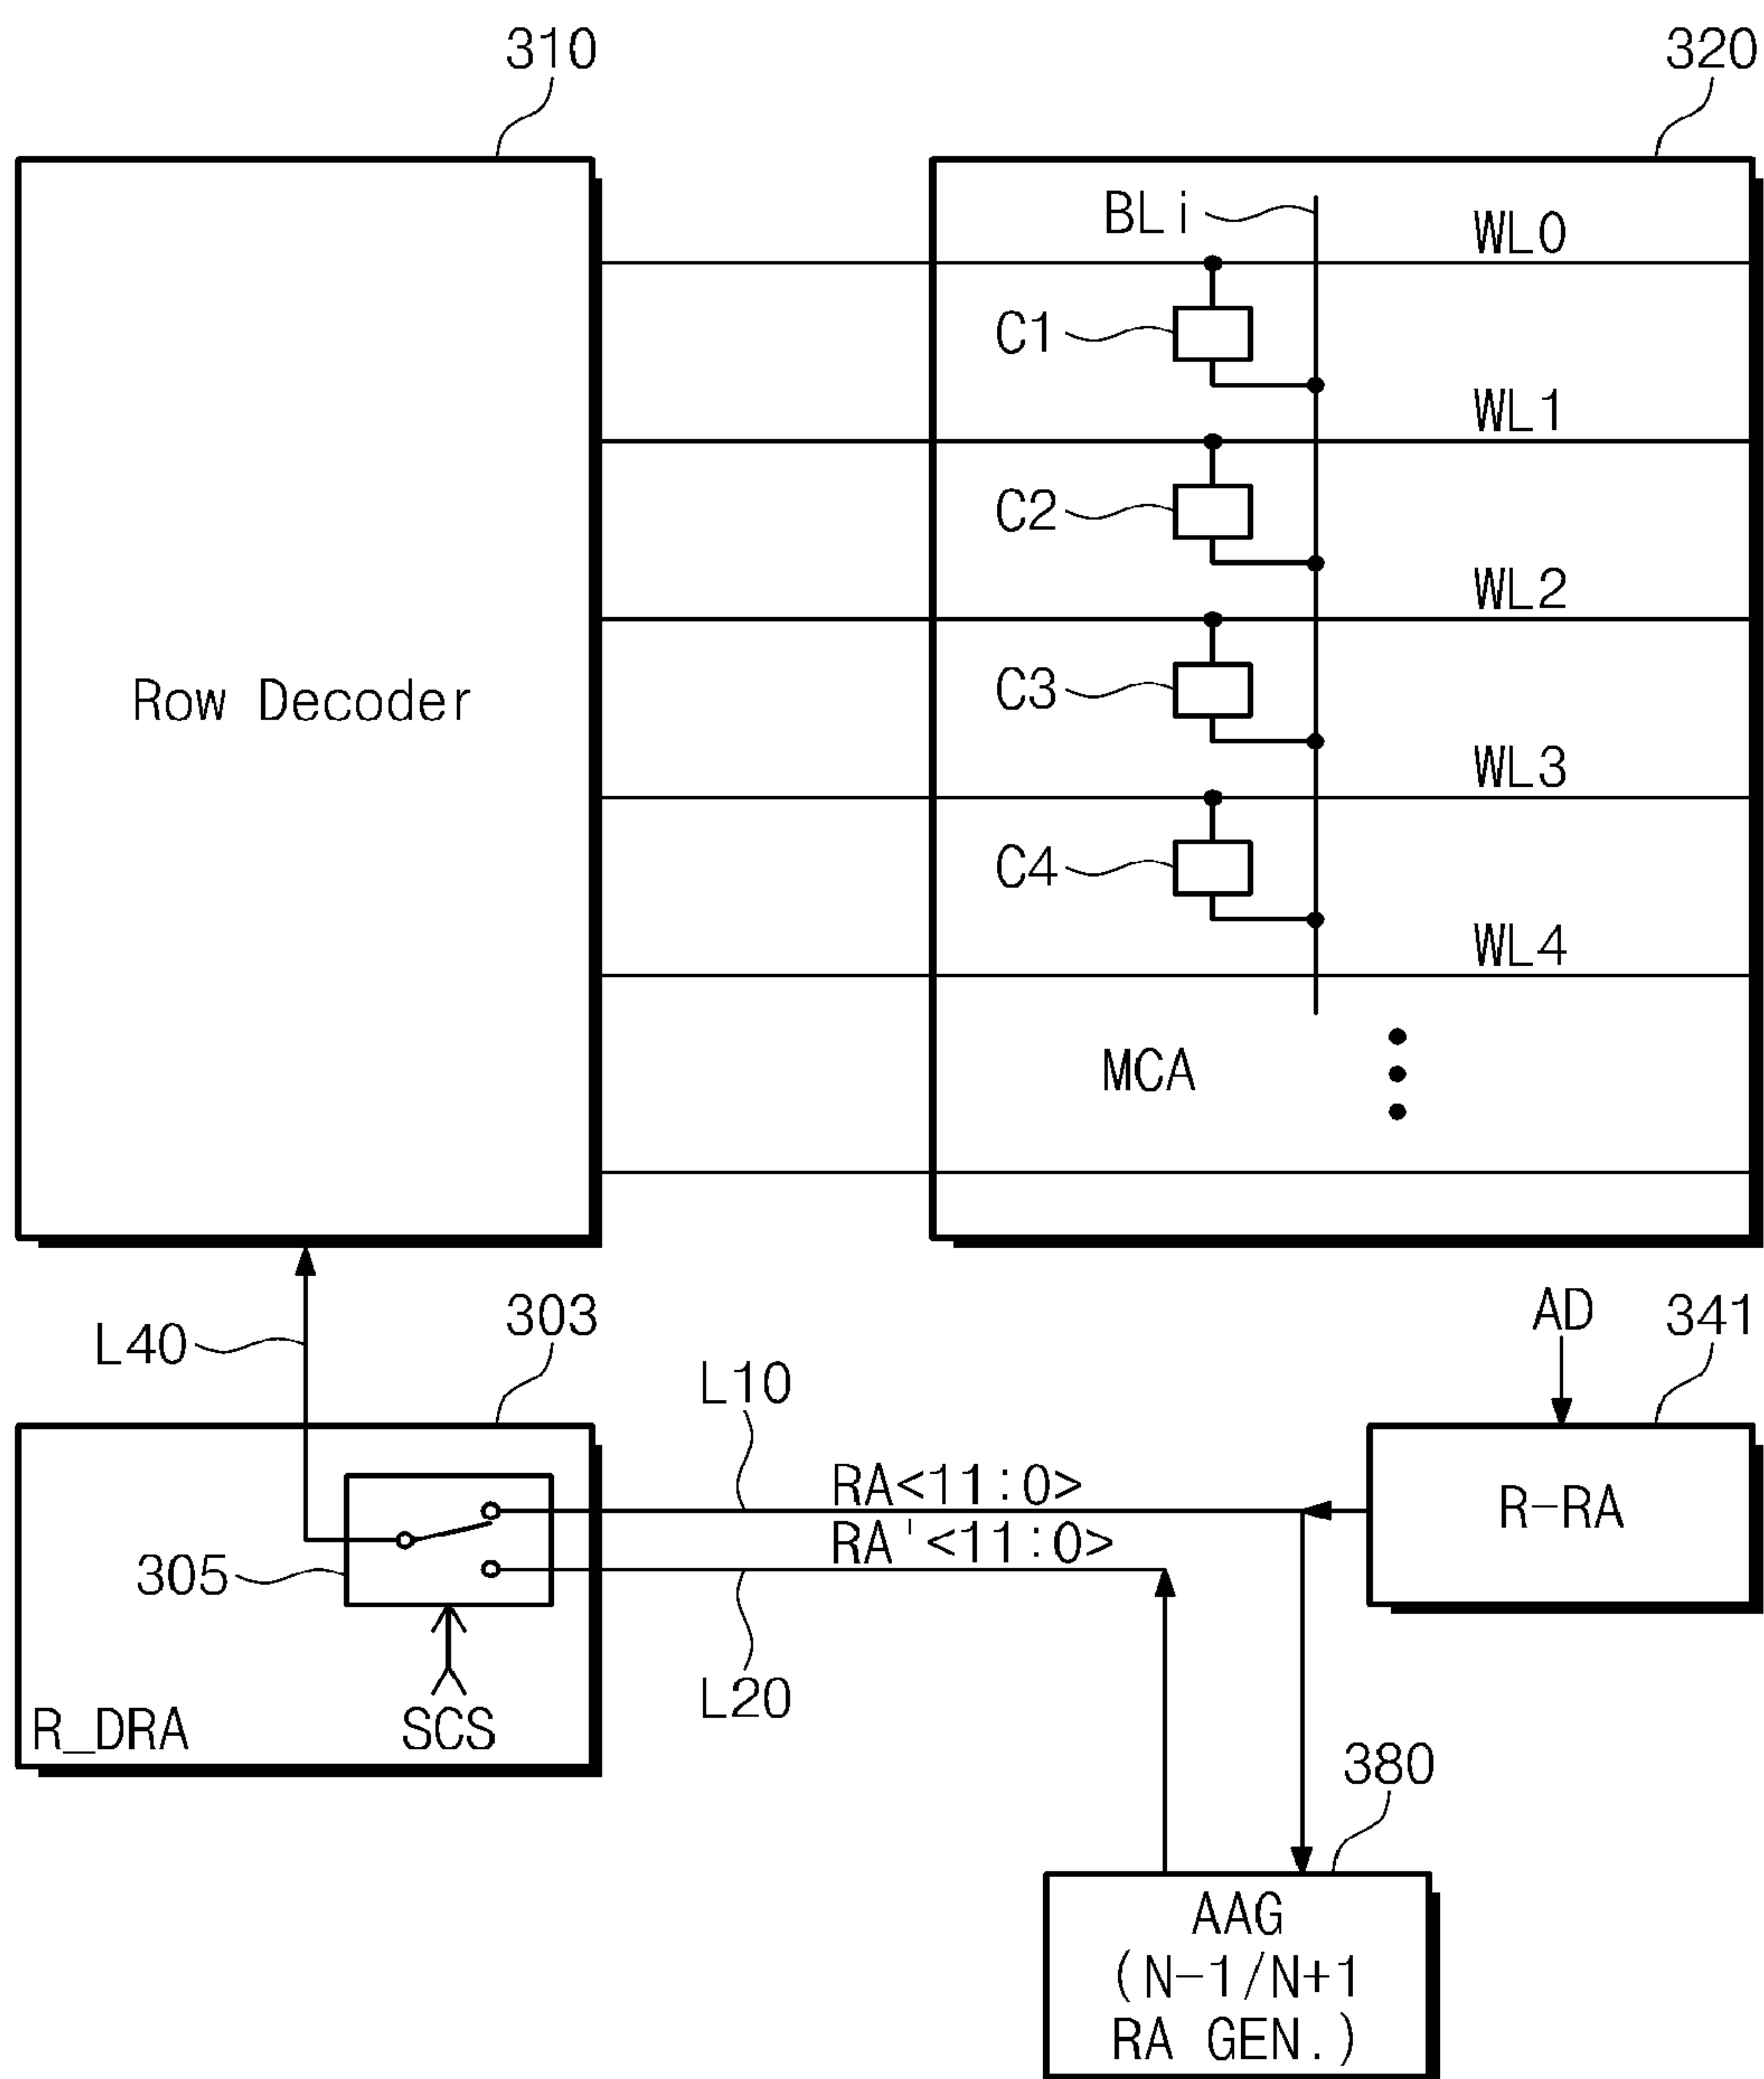 310
320
BLi
WL0
C1
WL1
C2
WL2
Row Decoder
C3
WL3
C4
WL4
MCA
L40
303
AD
341
L10
RA<11:0>
R-RA
RA'<11:0>
305
L20
R_DRA
SCS
380
AAG
(N-1/N+1
RA GEN.)